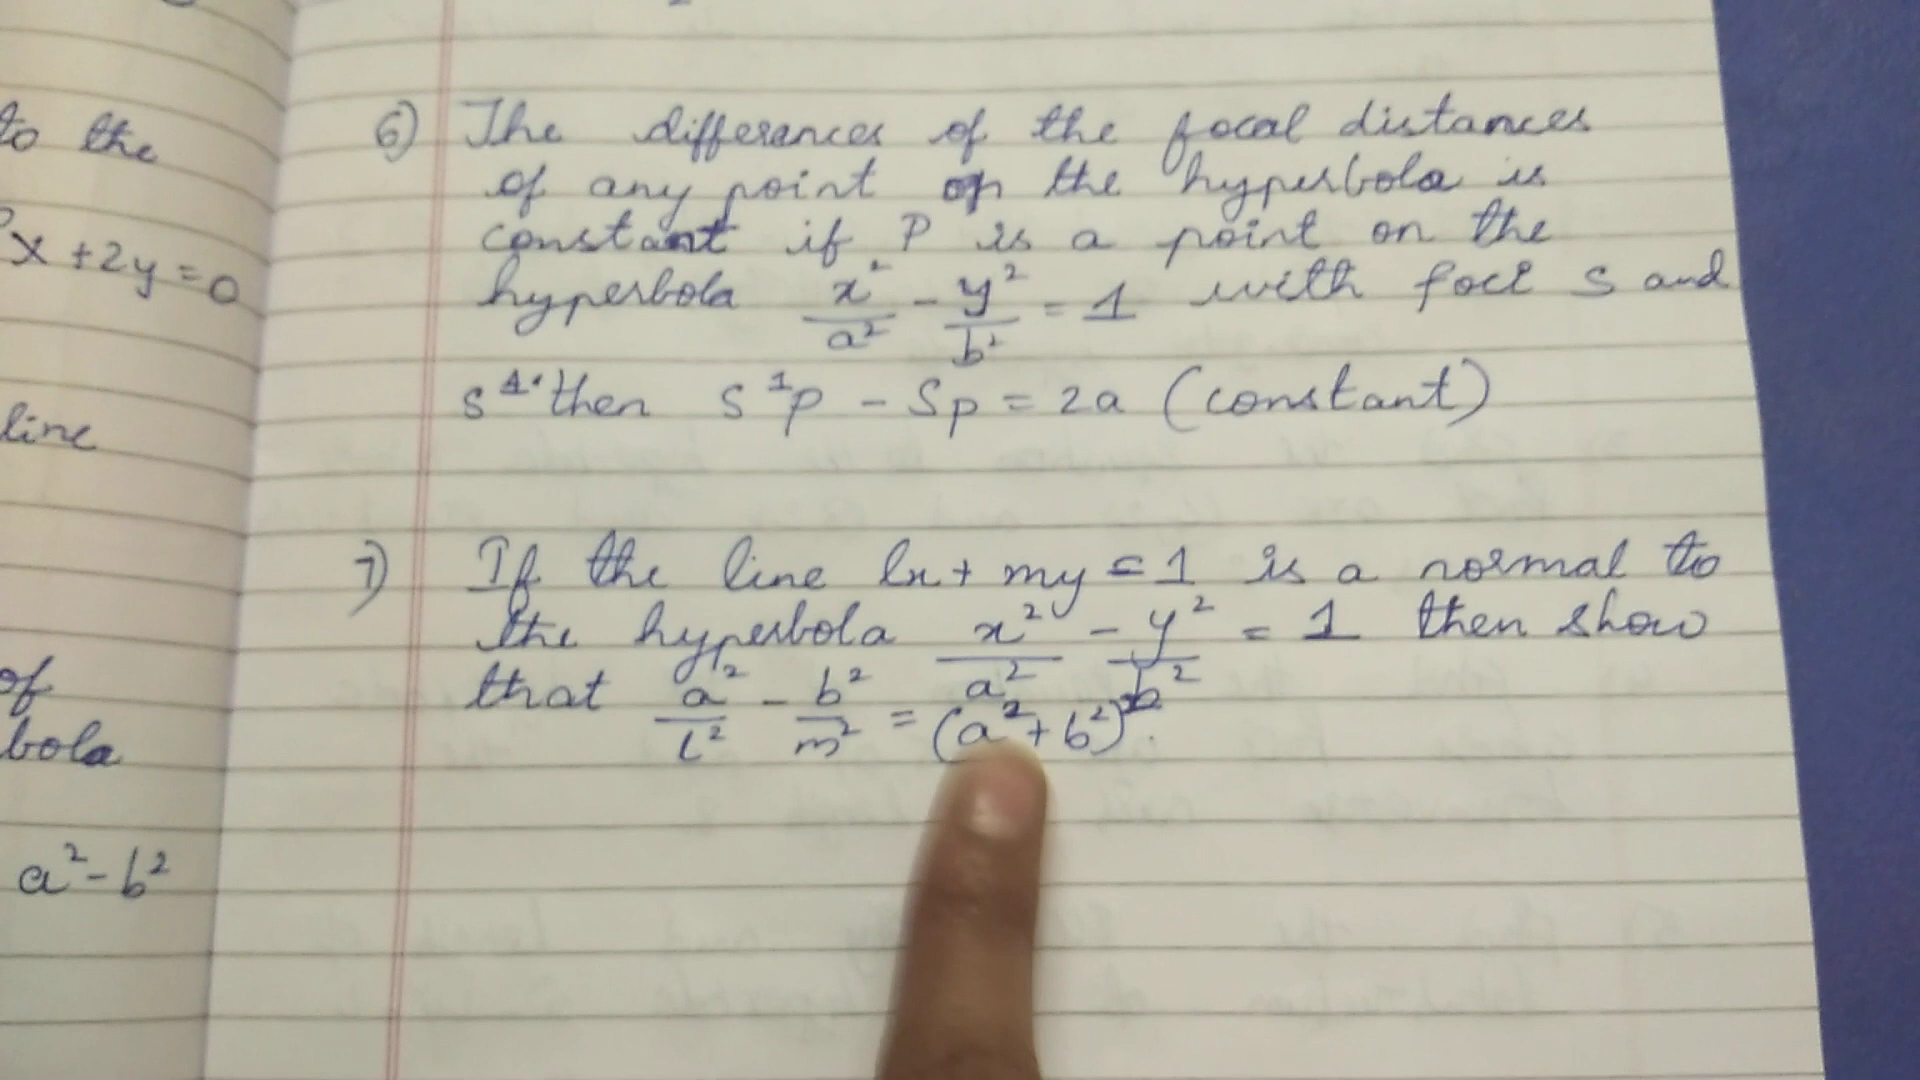 to the
x + 2y = 0
line
of
bola
a² - b²
6) The differences of the focal distances
of any point on the hyperbola is
constant if P is a point on the
hyperbola x²/a² - y²/b² = 1 with foci S and
S¹. then S¹p - Sp = 2a (constant)
7) If the line lx + my = 1 is a normal to
the hyperbola x²/a² - y²/b² = 1 then show
that a²/l² - b²/m² = (a² + b²)².